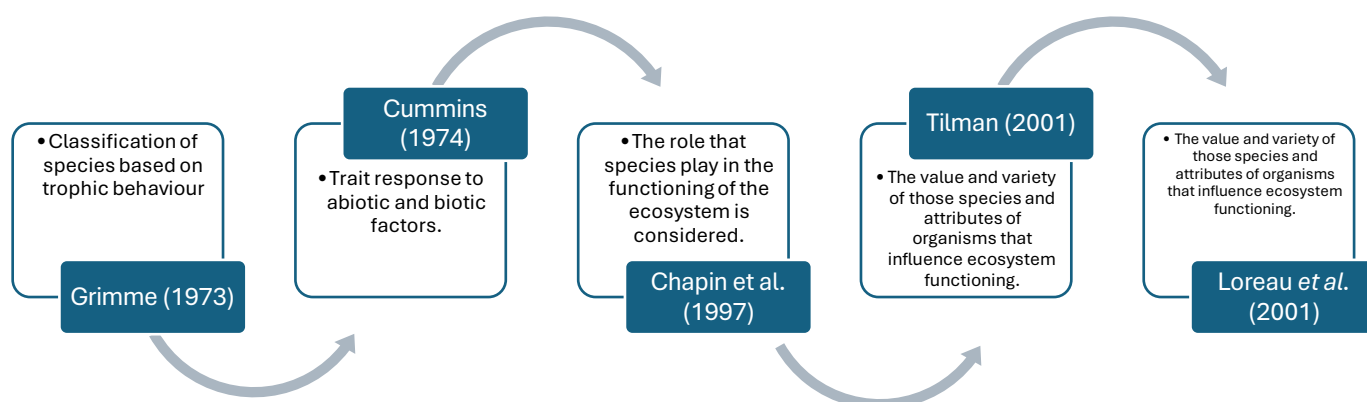 • Classification of
species based on
trophic behaviour
Grimme (1973)
Cummins
(1974)
• Trait response to
abiotic and biotic
factors.
• The role that
species play in the
functioning of the
ecosystem is
considered.
Chapin et al.
(1997)
Tilman (2001)
• The value and variety
of those species and
attributes of
organisms that
influence ecosystem
functioning.
• The value and variety of
those species and
attributes of organisms
that influence ecosystem
functioning.
Loreau et al.
(2001)